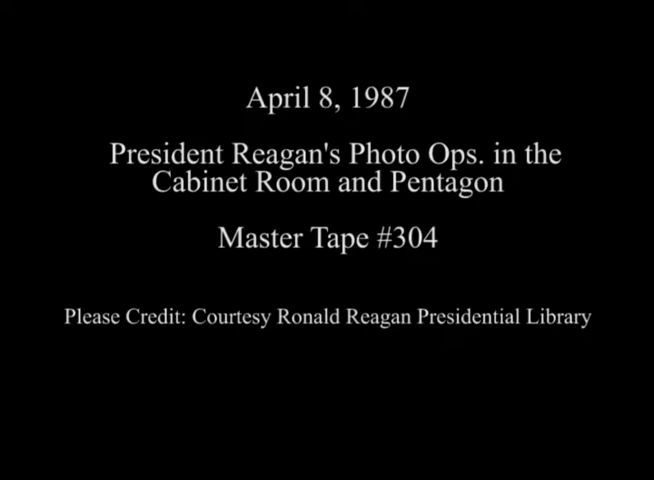 April 8, 1987
President Reagan's Photo Ops. in the
Cabinet Room and Pentagon
Master Tape #304
Please Credit: Courtesy Ronald Reagan Presidential Library